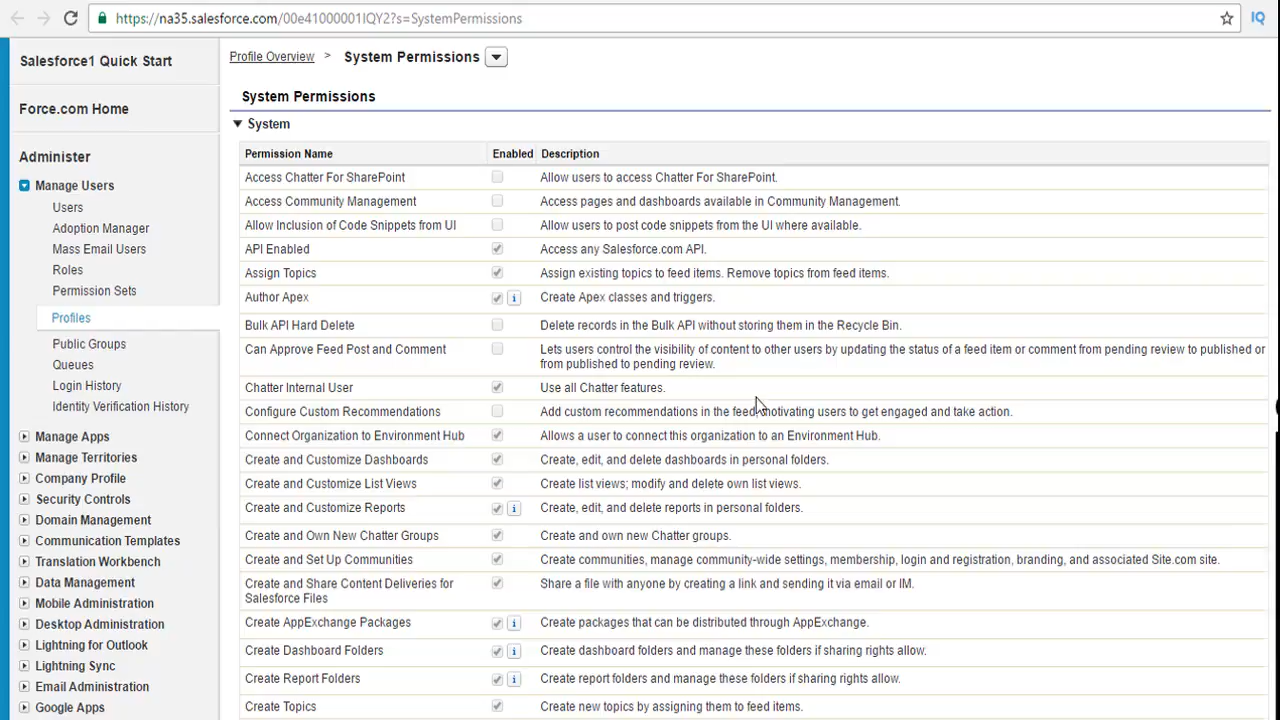 https://na35.salesforce.com/00e41000001IQY2?s=SystemPermissions
IQ
Salesforce1 Quick Start
Force.com Home
Administer
Manage Users
Users
Adoption Manager
Mass Email Users
Roles
Permission Sets
Profiles
Public Groups
Queues
Login History
Identity Verification History
Manage Apps
Manage Territories
Company Profile
Security Controls
Domain Management
Communication Templates
Translation Workbench
Data Management
Mobile Administration
Desktop Administration
Lightning for Outlook
Lightning Sync
Email Administration
Google Apps
Profile Overview > System Permissions
System Permissions
System
Permission Name Enabled Description
Access Chatter For SharePoint Allow users to access Chatter For SharePoint.
Access Community Management Access pages and dashboards available in Community Management.
Allow Inclusion of Code Snippets from UI Allow users to post code snippets from the UI where available.
API Enabled Access any Salesforce.com API.
Assign Topics Assign existing topics to feed items. Remove topics from feed items.
Author Apex i Create Apex classes and triggers.
Bulk API Hard Delete Delete records in the Bulk API without storing them in the Recycle Bin.
Can Approve Feed Post and Comment Lets users control the visibility of content to other users by updating the status of a feed item or comment from pending review to published or
from published to pending review.
Chatter Internal User Use all Chatter features.
Configure Custom Recommendations Add custom recommendations in the feed motivating users to get engaged and take action.
Connect Organization to Environment Hub Allows a user to connect this organization to an Environment Hub.
Create and Customize Dashboards Create, edit, and delete dashboards in personal folders.
Create and Customize List Views Create list views; modify and delete own list views.
Create and Customize Reports i Create, edit, and delete reports in personal folders.
Create and Own New Chatter Groups Create and own new Chatter groups.
Create and Set Up Communities Create communities, manage community-wide settings, membership, login and registration, branding, and associated Site.com site.
Create and Share Content Deliveries for Share a file with anyone by creating a link and sending it via email or IM.
Salesforce Files
Create AppExchange Packages i Create packages that can be distributed through AppExchange.
Create Dashboard Folders i Create dashboard folders and manage these folders if sharing rights allow.
Create Report Folders i Create report folders and manage these folders if sharing rights allow.
Create Topics Create new topics by assigning them to feed items.